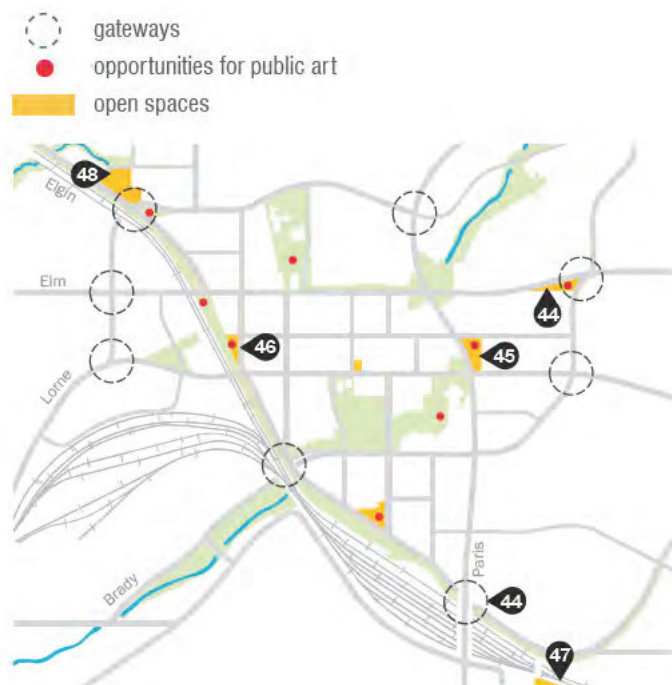 gateways
opportunities for public art
open spaces
48
Elgin
Elm
44
46
45
Lorne
Brady
Paris
44
47